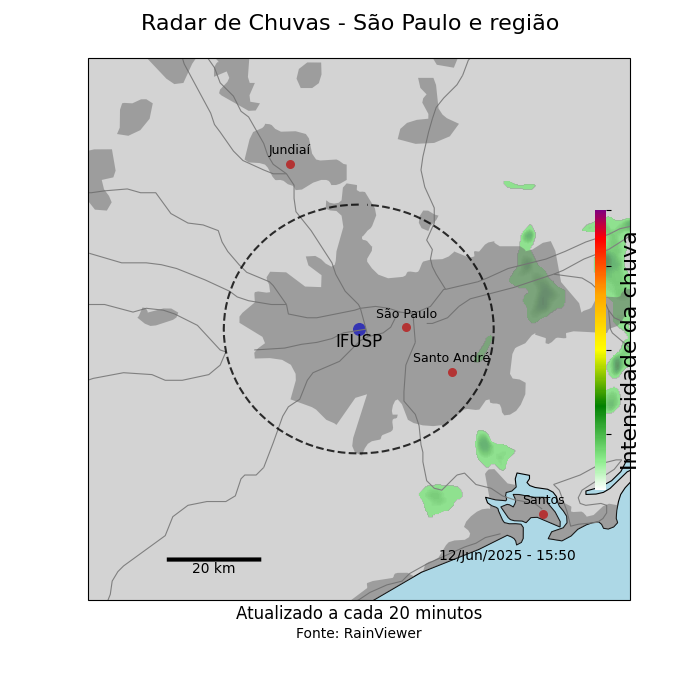 Radar de Chuvas - São Paulo e região
Jundiaí
São Paulo
IFUSP
Santo André
Intensidade da chuva
Santos
12/Jun/2025 - 15:50
20 km
Atualizado a cada 20 minutos
Fonte: RainViewer